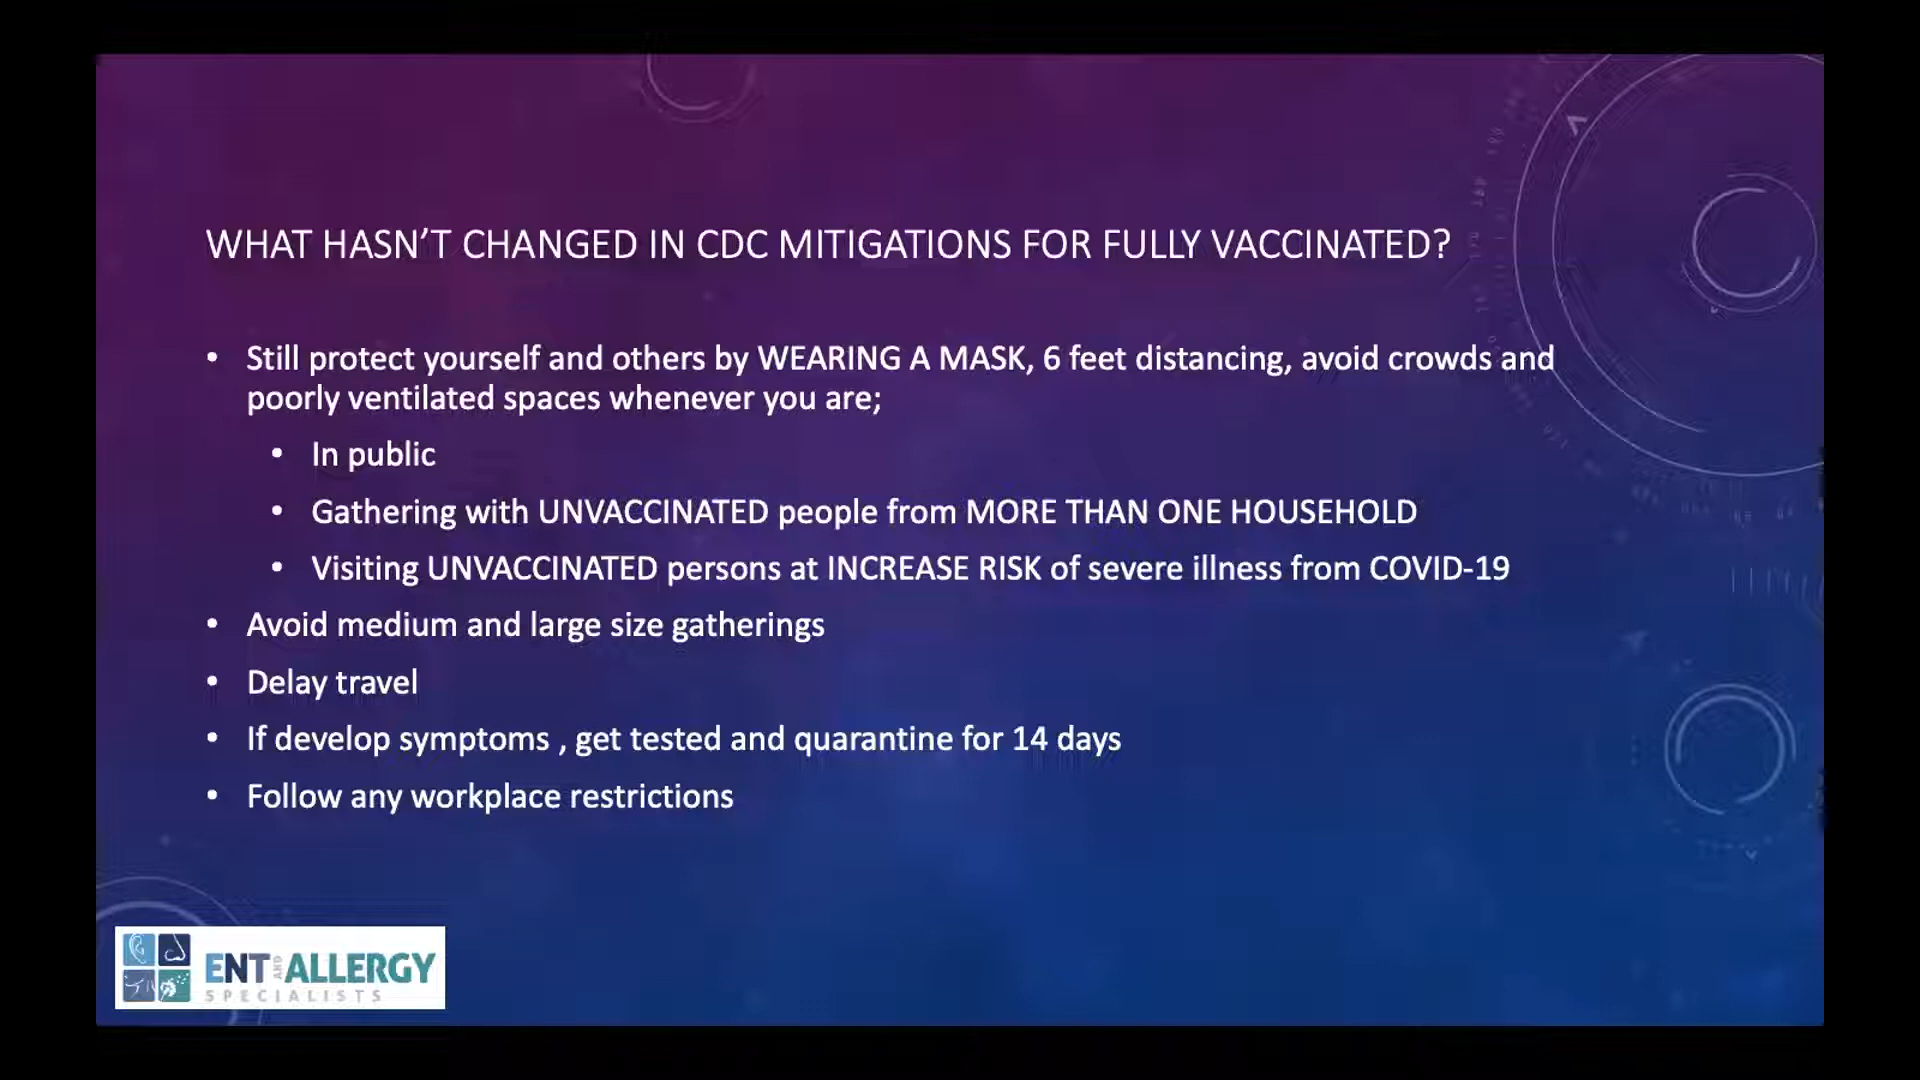 WHAT HASN'T CHANGED IN CDC MITIGATIONS FOR FULLY VACCINATED?
• Still protect yourself and others by WEARING A MASK, 6 feet distancing, avoid crowds and
poorly ventilated spaces whenever you are;
• In public
• Gathering with UNVACCINATED people from MORE THAN ONE HOUSEHOLD
• Visiting UNVACCINATED persons at INCREASE RISK of severe illness from COVID-19
• Avoid medium and large size gatherings
• Delay travel
• If develop symptoms , get tested and quarantine for 14 days
• Follow any workplace restrictions
ENT AND ALLERGY
SPECIALISTS